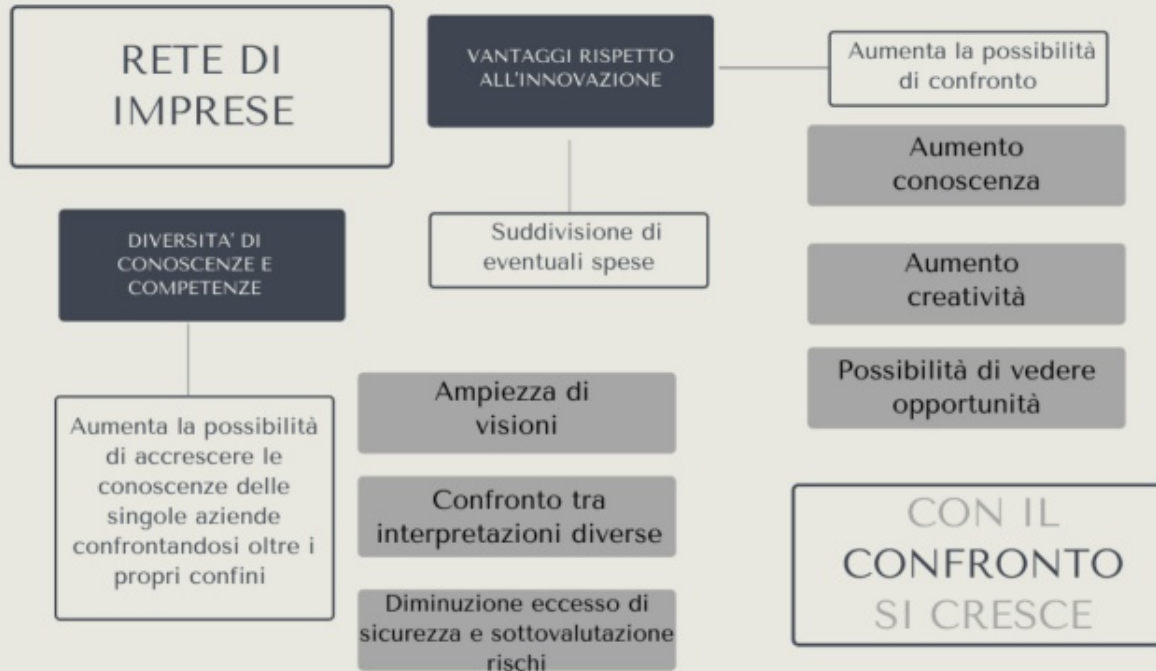 RETE DI
IMPRESE
VANTAGGI RISPETTO
ALL'INNOVAZIONE
Aumenta la possibilità
di confronto
Aumento
conoscenza
Aumento
creatività
Possibilità di vedere
opportunità
Suddivisione di
eventuali spese
DIVERSITA' DI
CONOSCENZE E
COMPETENZE
Aumenta la possibilità
di accrescere le
conoscenze delle
singole aziende
confrontandosi oltre i
propri confini
Ampiezza di
visioni
Confronto tra
interpretazioni diverse
Diminuzione eccesso di
sicurezza e sottovalutazione
rischi
CON IL
CONFRONTO
SI CRESCE